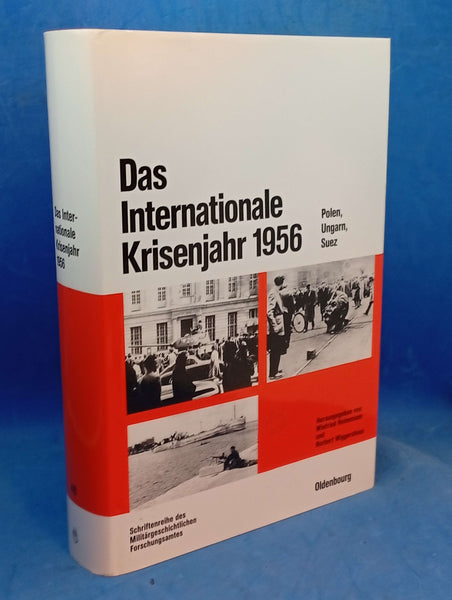 Das
Internationale
Krisenjahr 1956
Polen,
Ungarn,
Suez
Herausgegeben von
Winfried Heinemann
und
Norbert Wiggershaus
Oldenbourg
Schriftenreihe des
Militärgeschichtlichen
Forschungsamtes
Das Inter-
nationale
Krisenjahr
1956